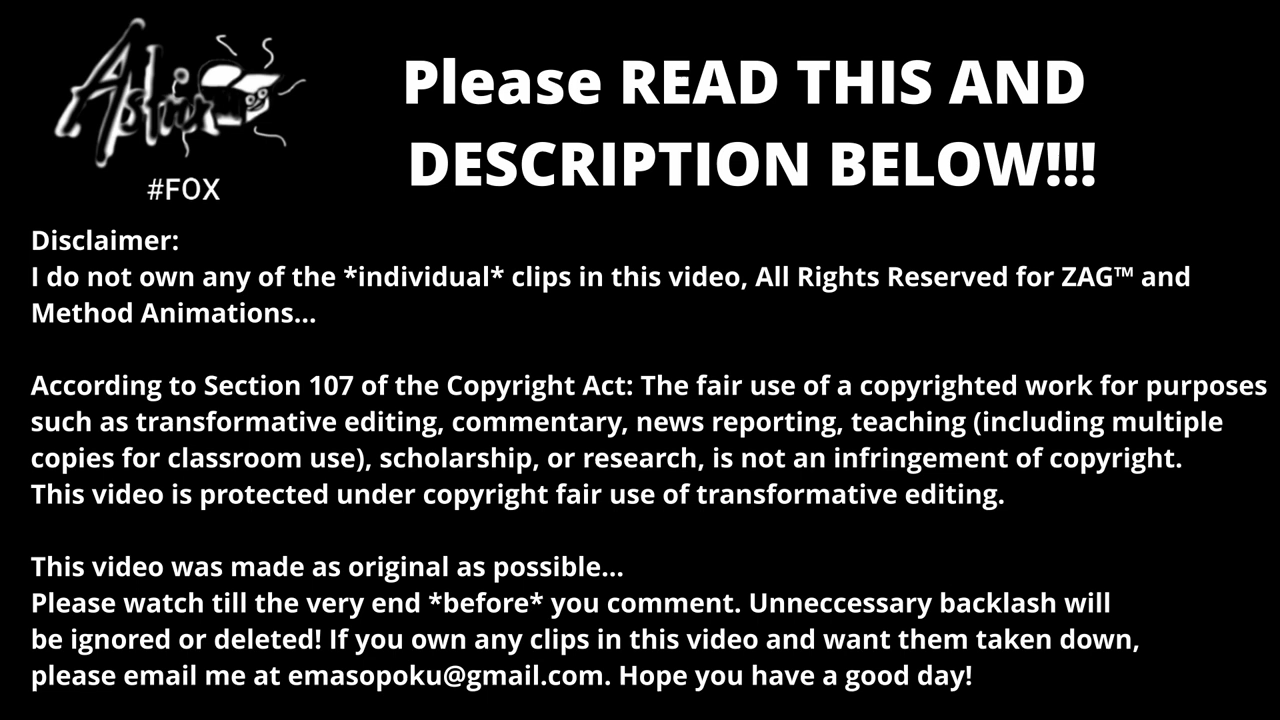 #FOX
Please READ THIS AND
DESCRIPTION BELOW!!!
Disclaimer:
I do not own any of the *individual* clips in this video, All Rights Reserved for ZAG™ and
Method Animations...
According to Section 107 of the Copyright Act: The fair use of a copyrighted work for purposes
such as transformative editing, commentary, news reporting, teaching (including multiple
copies for classroom use), scholarship, or research, is not an infringement of copyright.
This video is protected under copyright fair use of transformative editing.
This video was made as original as possible...
Please watch till the very end *before* you comment. Unneccessary backlash will
be ignored or deleted! If you own any clips in this video and want them taken down,
please email me at emasopoku@gmail.com. Hope you have a good day!